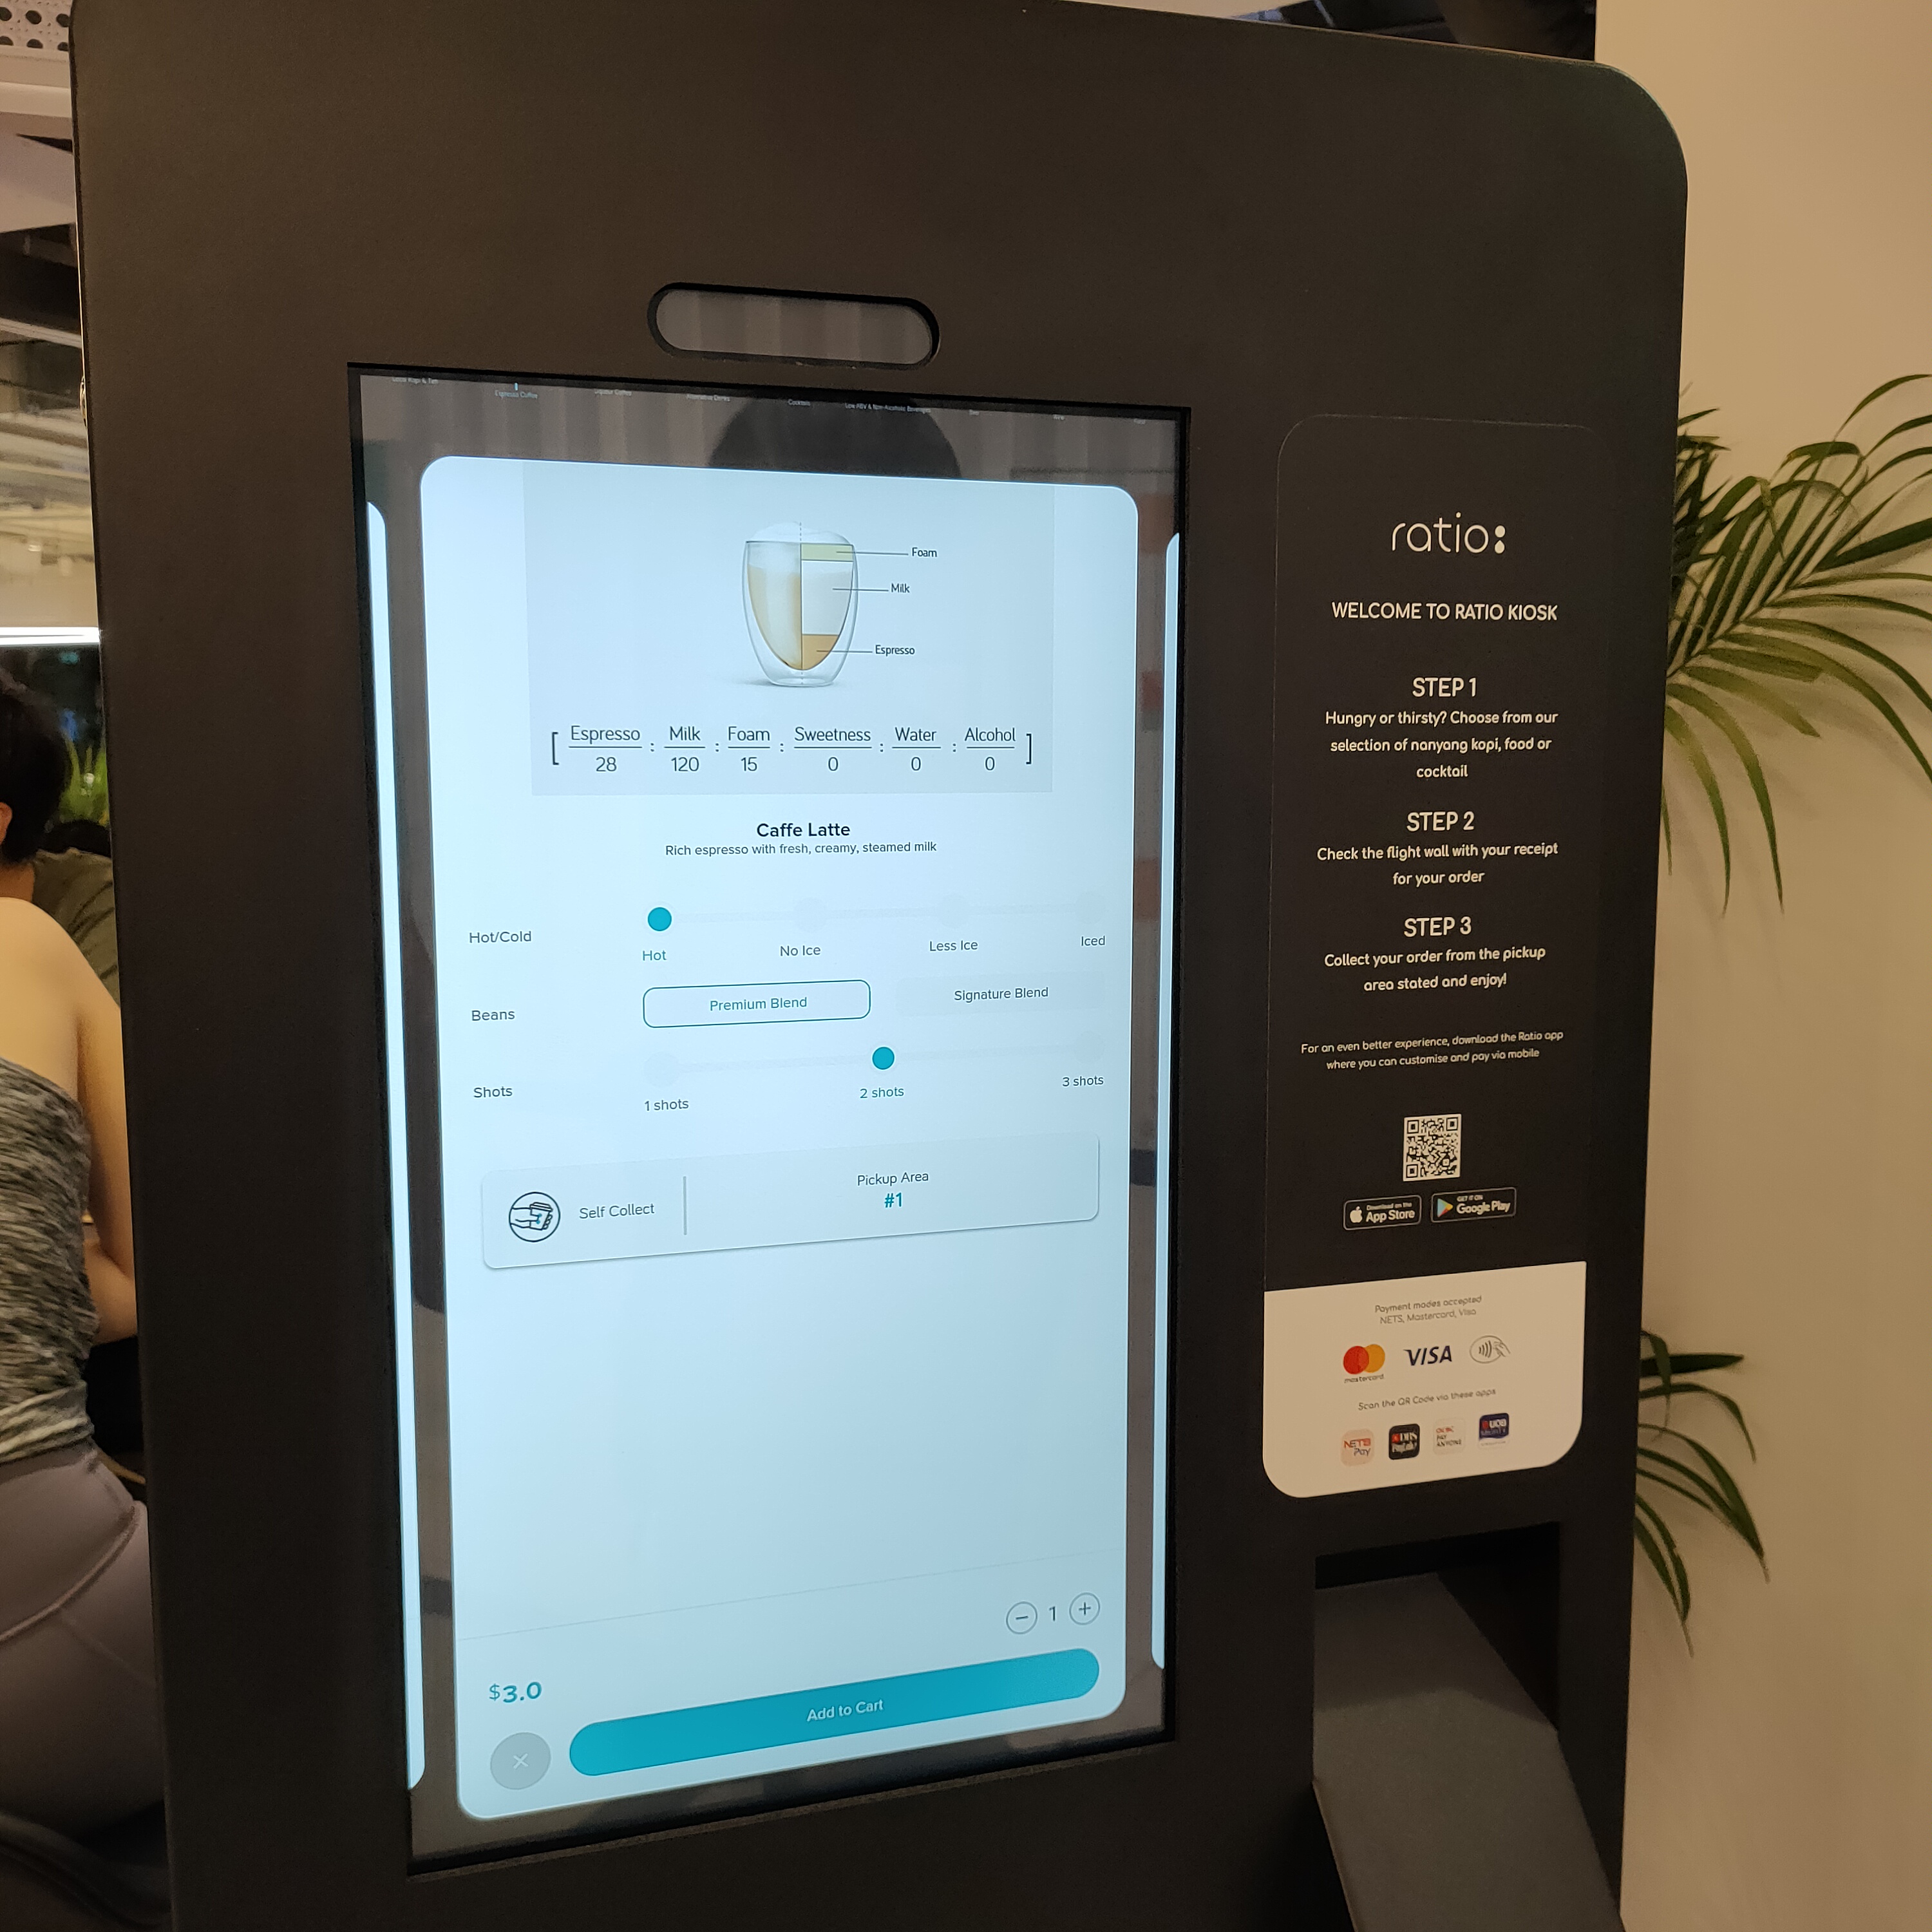 Espresso Coffee
Alternative Drinks
Cocktails
Low ABV & Non-Alcoholic Beverages
Foam
Milk
Espresso
[ Espresso : Milk : Foam : Sweetness : Water : Alcohol ]
28 120 15 0 0 0
Caffe Latte
Rich espresso with fresh, creamy, steamed milk
Hot/Cold
Hot No Ice Less Ice Iced
Beans Premium Blend Signature Blend
Shots
1 shots 2 shots 3 shots
Self Collect
Pickup Area
#1
1
$3.0
Add to Cart
ratio:
WELCOME TO RATIO KIOSK
STEP 1
Hungry or thirsty? Choose from our
selection of nanyang kopi, food or
cocktail
STEP 2
Check the flight wall with your receipt
for your order
STEP 3
Collect your order from the pickup
area stated and enjoy!
For an even better experience, download the Ratio app
where you can customise and pay via mobile
Download on the
App Store
GET IT ON
Google Play
Payment modes accepted
NETS, Mastercard, Visa
mastercard
VISA
Scan the QR Code via these apps
NETS
Pay
DBS
PayLah!
OCBC
PAY
ANYONE
UOB